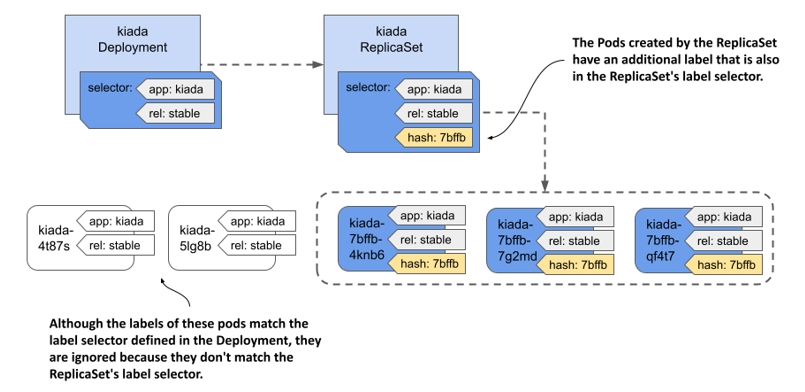 kiada
Deployment
selector:
app: kiada
rel: stable
kiada
ReplicaSet
selector:
app: kiada
rel: stable
hash: 7bffb
The Pods created by the ReplicaSet
have an additional label that is also
in the ReplicaSet's label selector.
kiada-
4t87s
app: kiada
rel: stable
kiada-
5lg8b
app: kiada
rel: stable
kiada-
7bffb-
4knb6
app: kiada
rel: stable
hash: 7bffb
kiada-
7bffb-
7g2md
app: kiada
rel: stable
hash: 7bffb
kiada-
7bffb-
qf4t7
app: kiada
rel: stable
hash: 7bffb
Although the labels of these pods match the
label selector defined in the Deployment, they
are ignored because they don't match the
ReplicaSet's label selector.